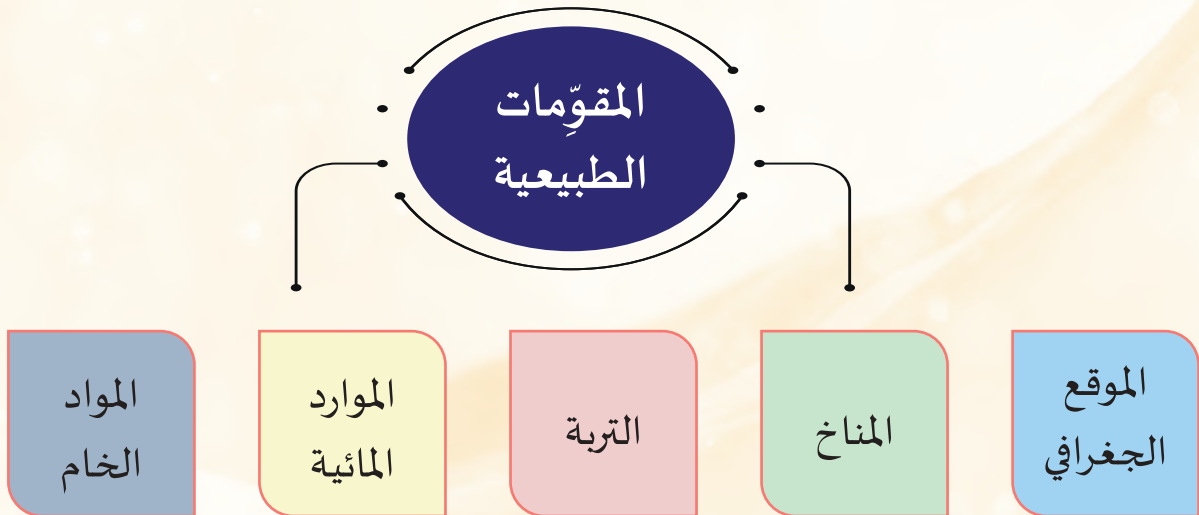 المقوِّمات
الطبيعية
الموقع
الجغرافي
المناخ
التربة
الموارد
المائية
المواد
الخام